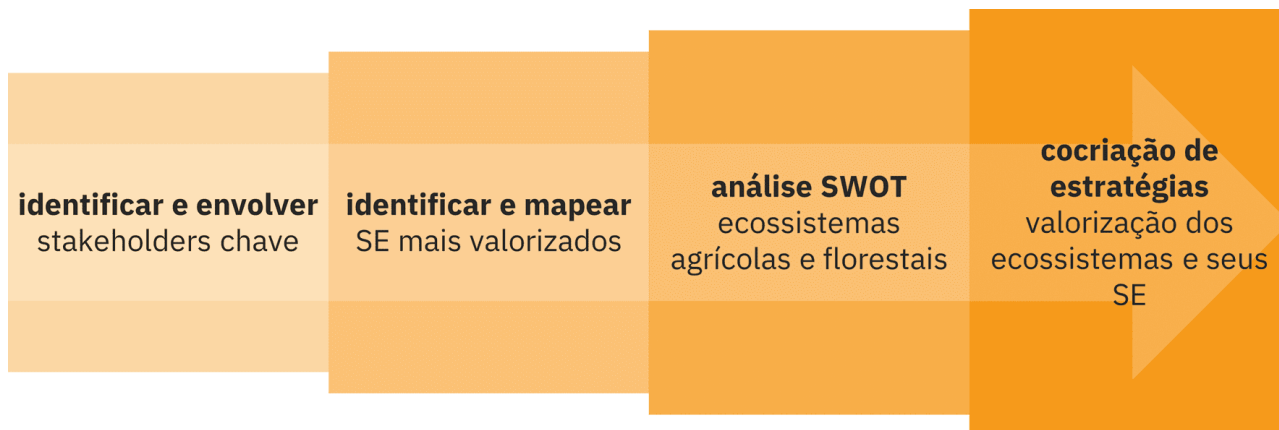 identificar e envolver
stakeholders chave
identificar e mapear
SE mais valorizados
análise SWOT
ecossistemas
agrícolas e florestais
cocriação de
estratégias
valorização dos
ecossistemas e seus
SE